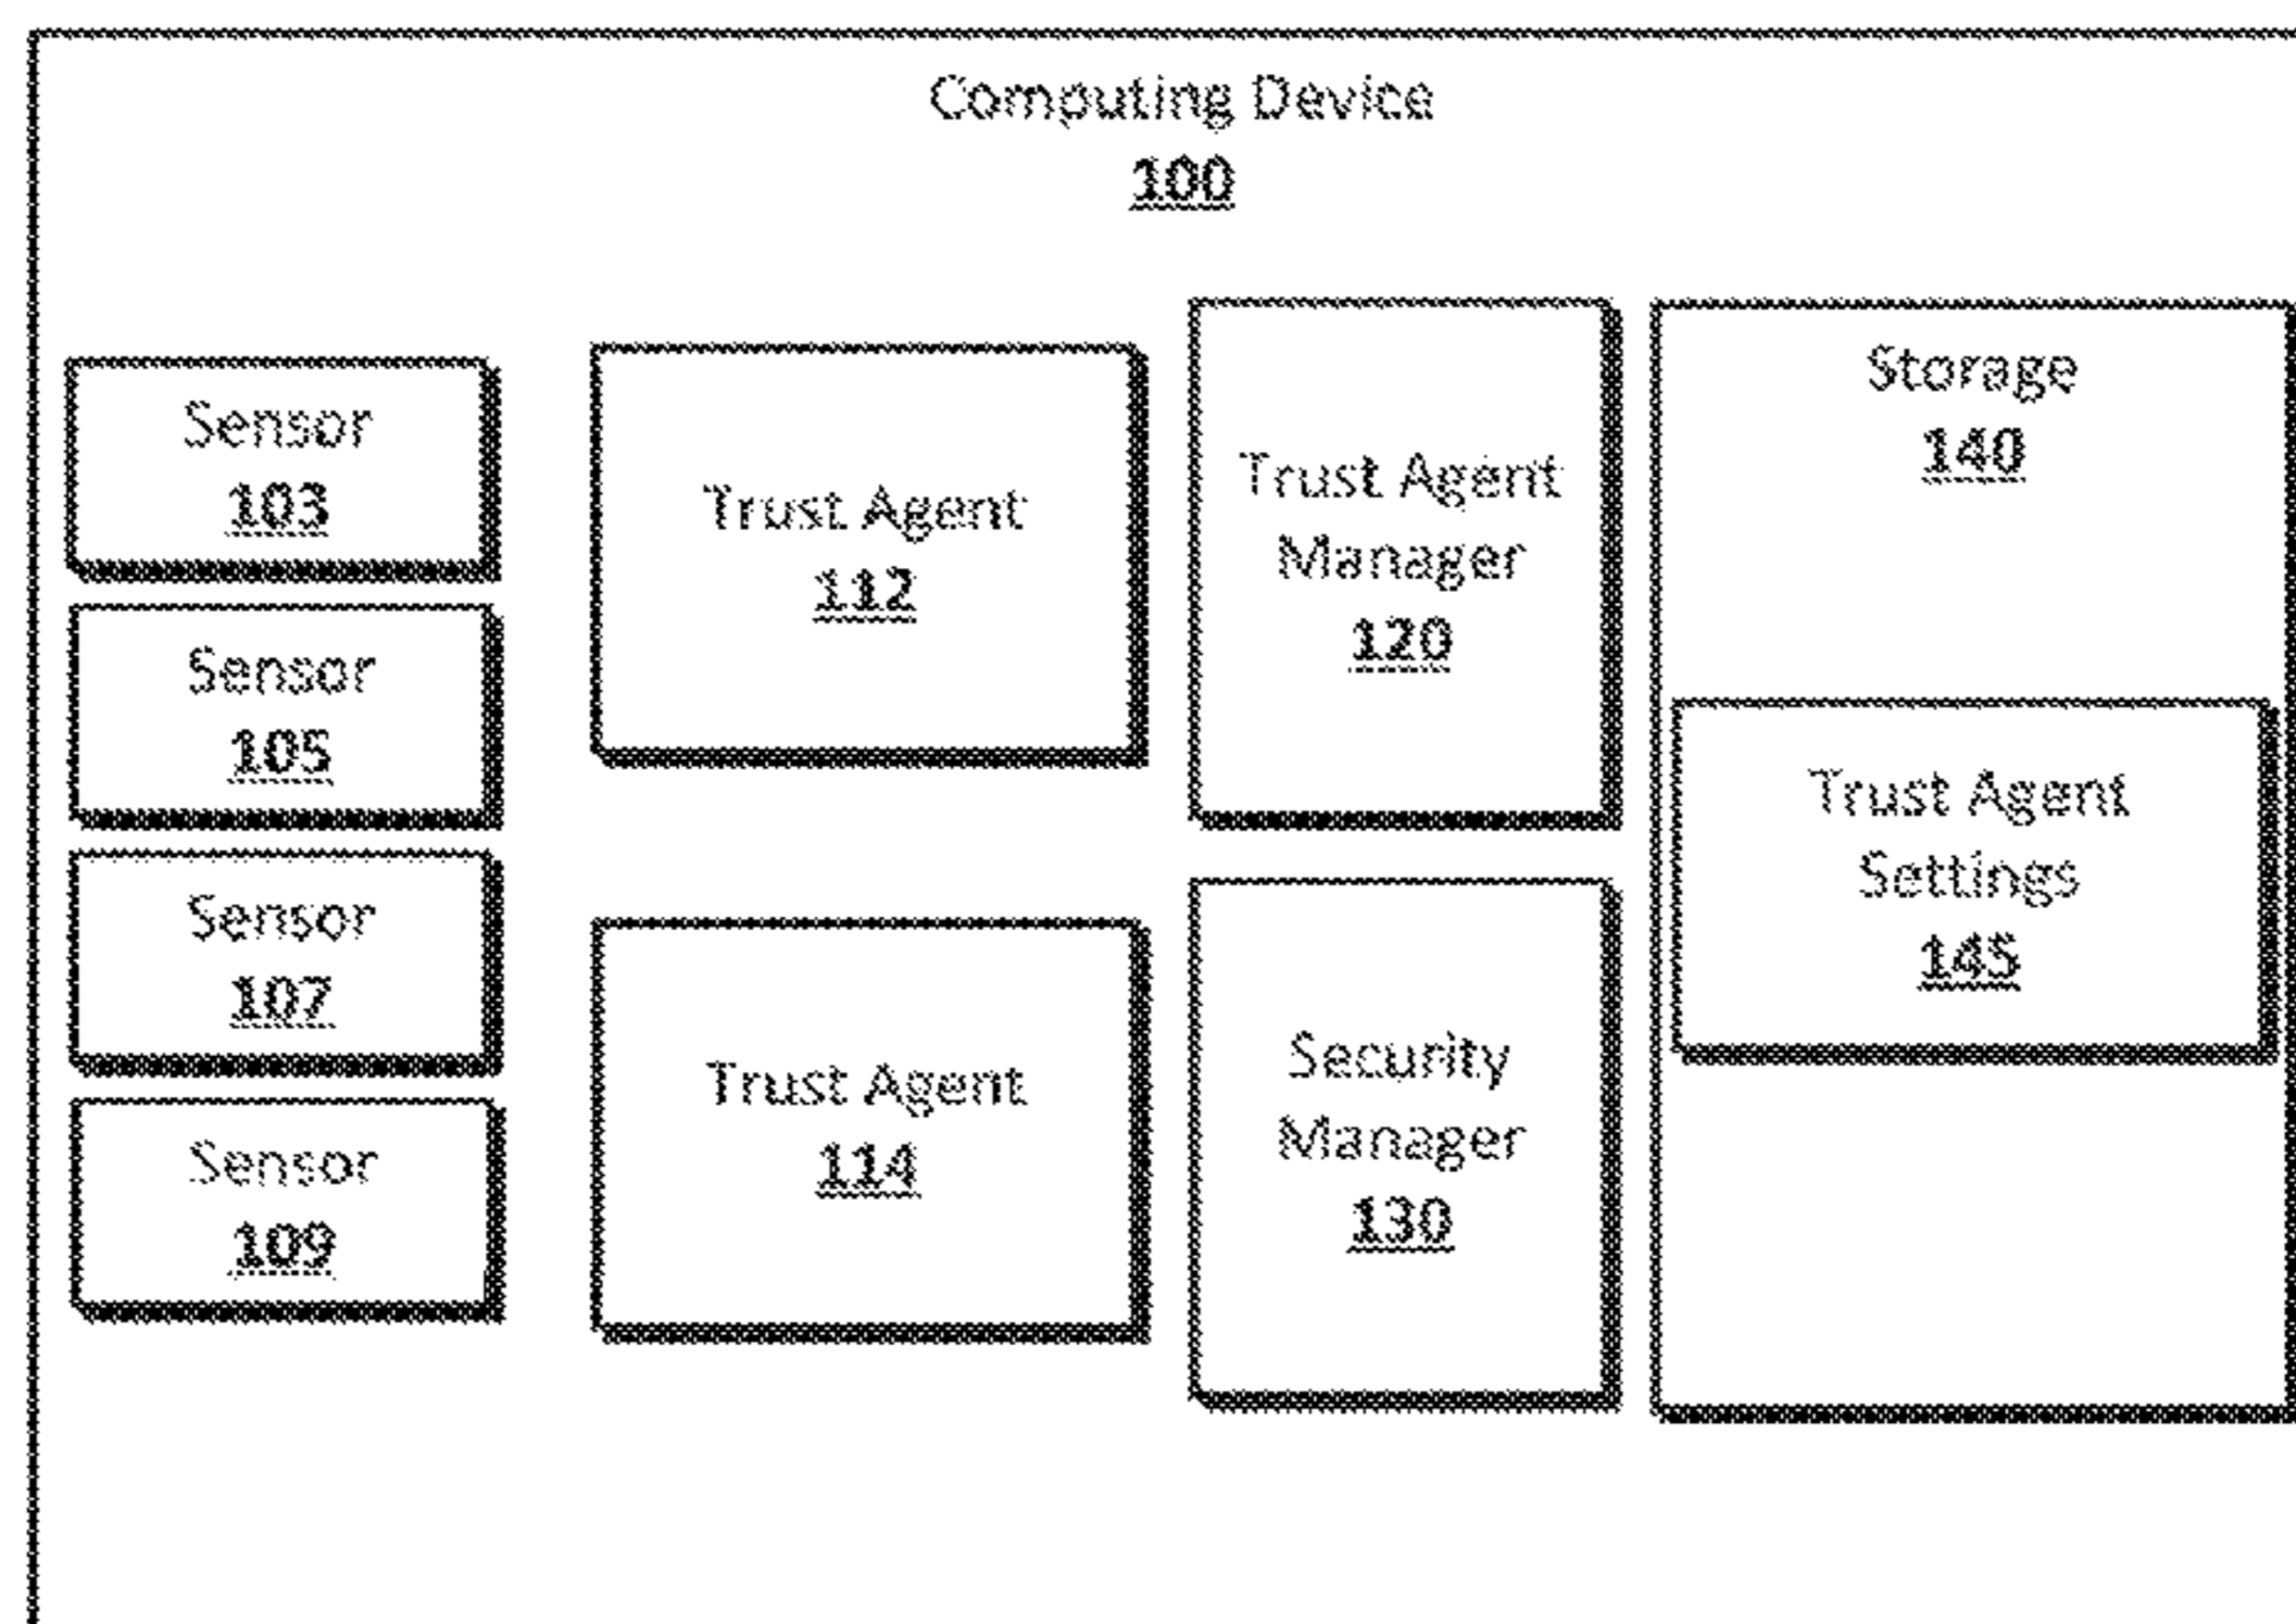 Computing Device
100
Sensor
103
Sensor
105
Sensor
107
Sensor
109
Trust Agent
112
Trust Agent
114
Trust Agent
Manager
120
Security
Manager
130
Storage
140
Trust Agent
Settings
145